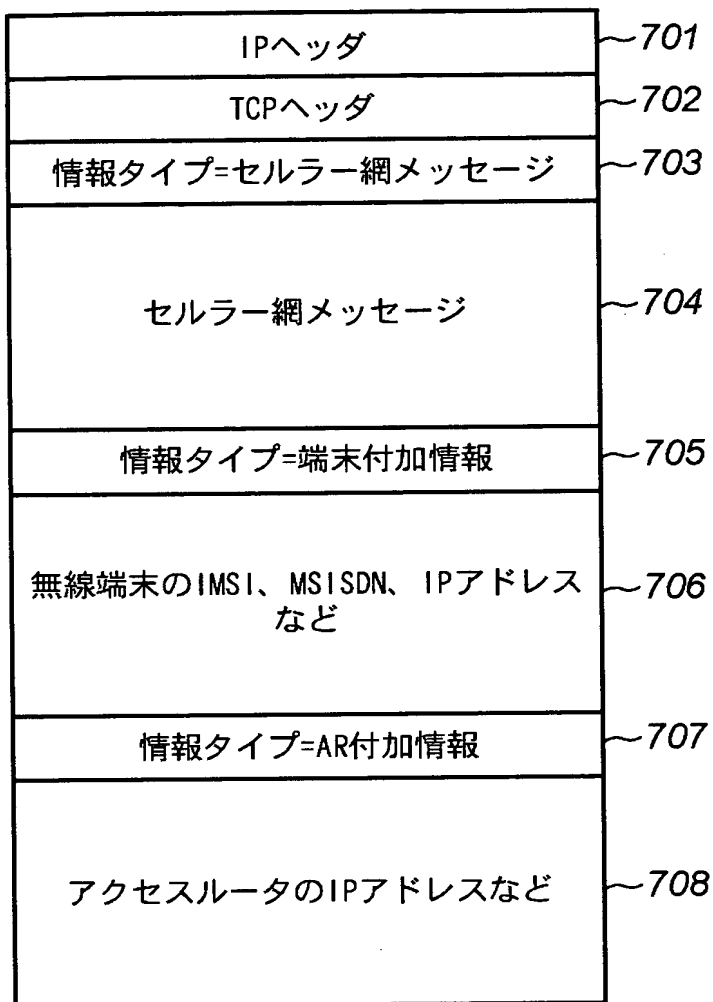 IPヘッダ 701
TCPヘッダ 702
情報タイプ=セルラー網メッセージ 703
セルラー網メッセージ 704
情報タイプ=端末付加情報 705
無線端末のIMSI、MSISDN、IPアドレス
など 706
情報タイプ=AR付加情報 707
アクセスルータのIPアドレスなど 708